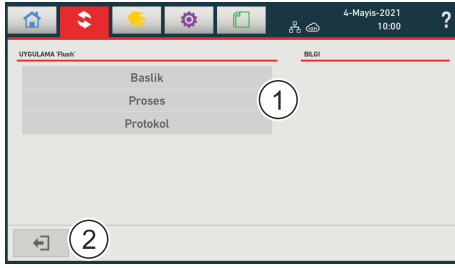 4-Mayis-2021
10:00
?
UYGULAMA 'Flush'
BILGI
Baslik
Proses
Protokol
1
2